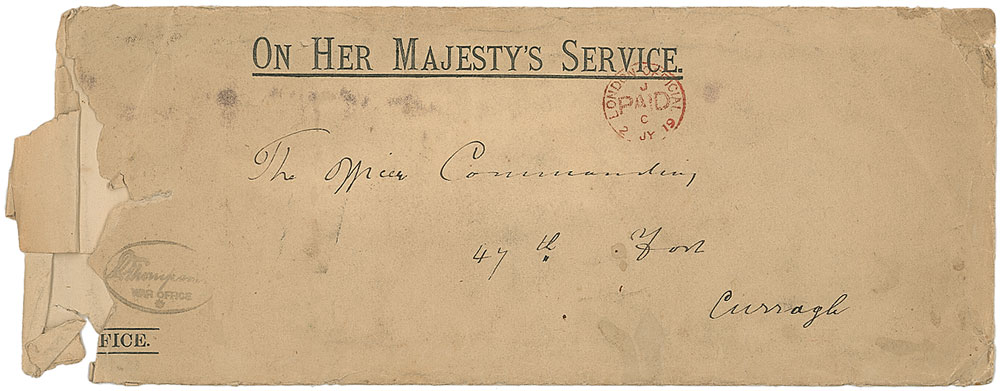 ON HER MAJESTY'S SERVICE.
LONDON OFFICIAL
J
PAID
C
2 JY 19
The Officer Commanding
47th Foot
Curragh
Thompson
WAR OFFICE
FICE.